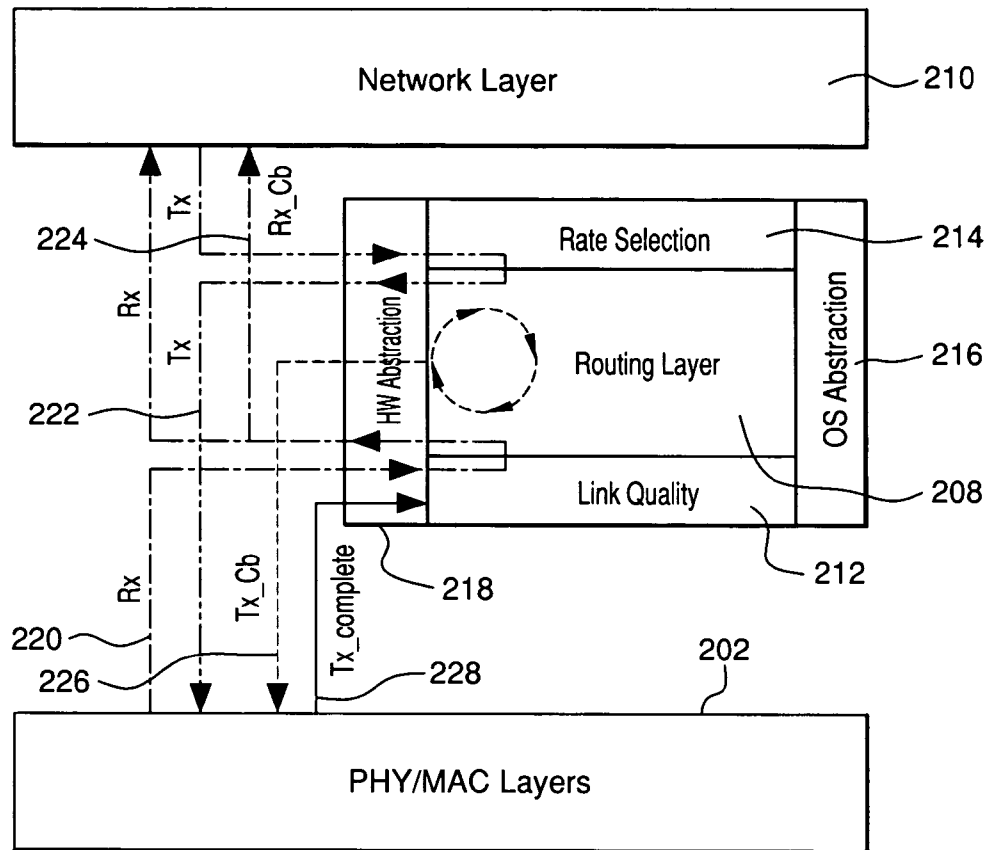 Network Layer
210
Tx
Rx_Cb
224
Rate Selection
214
Rx
Tx
HW Abstraction
Routing Layer
OS Abstraction
216
222
Link Quality
208
212
218
Rx
Tx_Cb
Tx_complete
220
226
228
202
PHY/MAC Layers